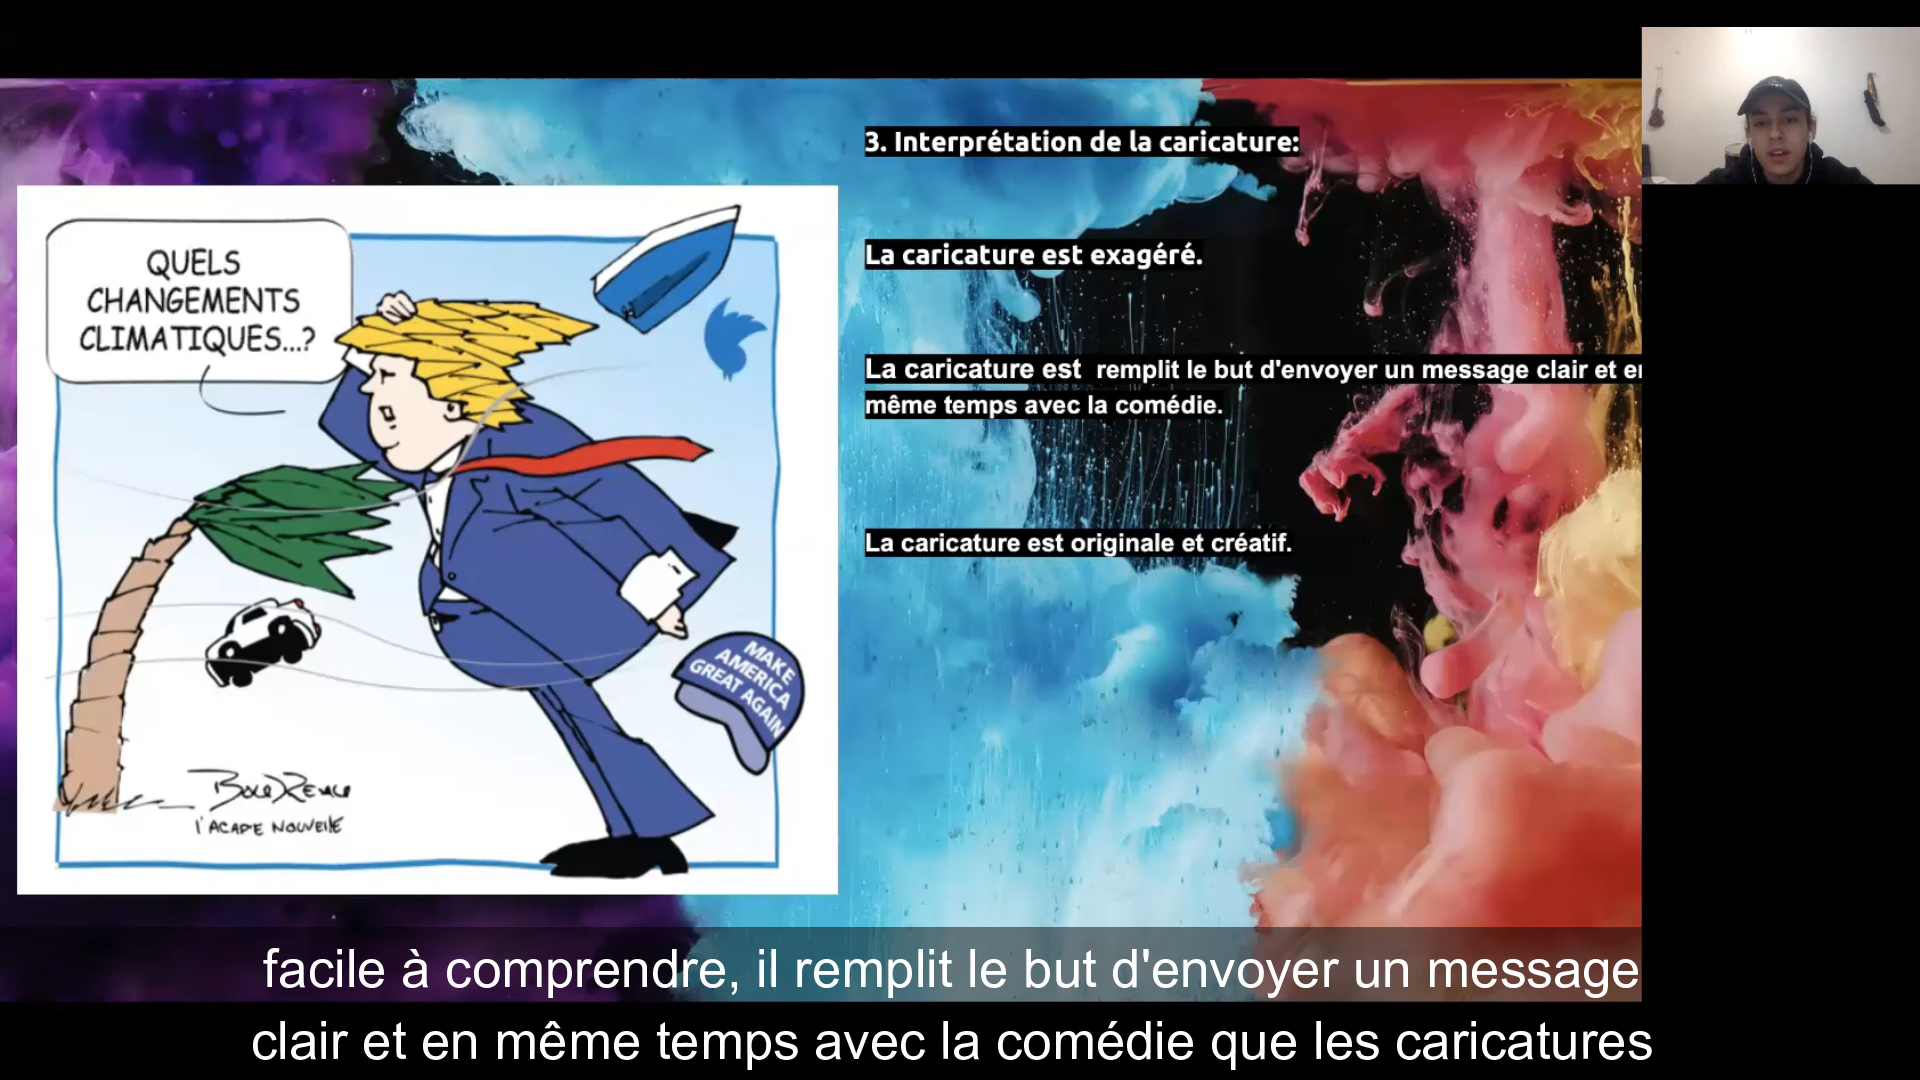 3. Interprétation de la caricature:
La caricature est exagéré.
La caricature est remplit le but d'envoyer un message clair et
même temps avec la comédie.
La caricature est originale et créatif.
QUELS
CHANGEMENTS
CLIMATIQUES...?
MAKE
AMERICA
GREAT AGAIN
facile à comprendre, il remplit le but d'envoyer un message
clair et en même temps avec la comédie que les caricatures